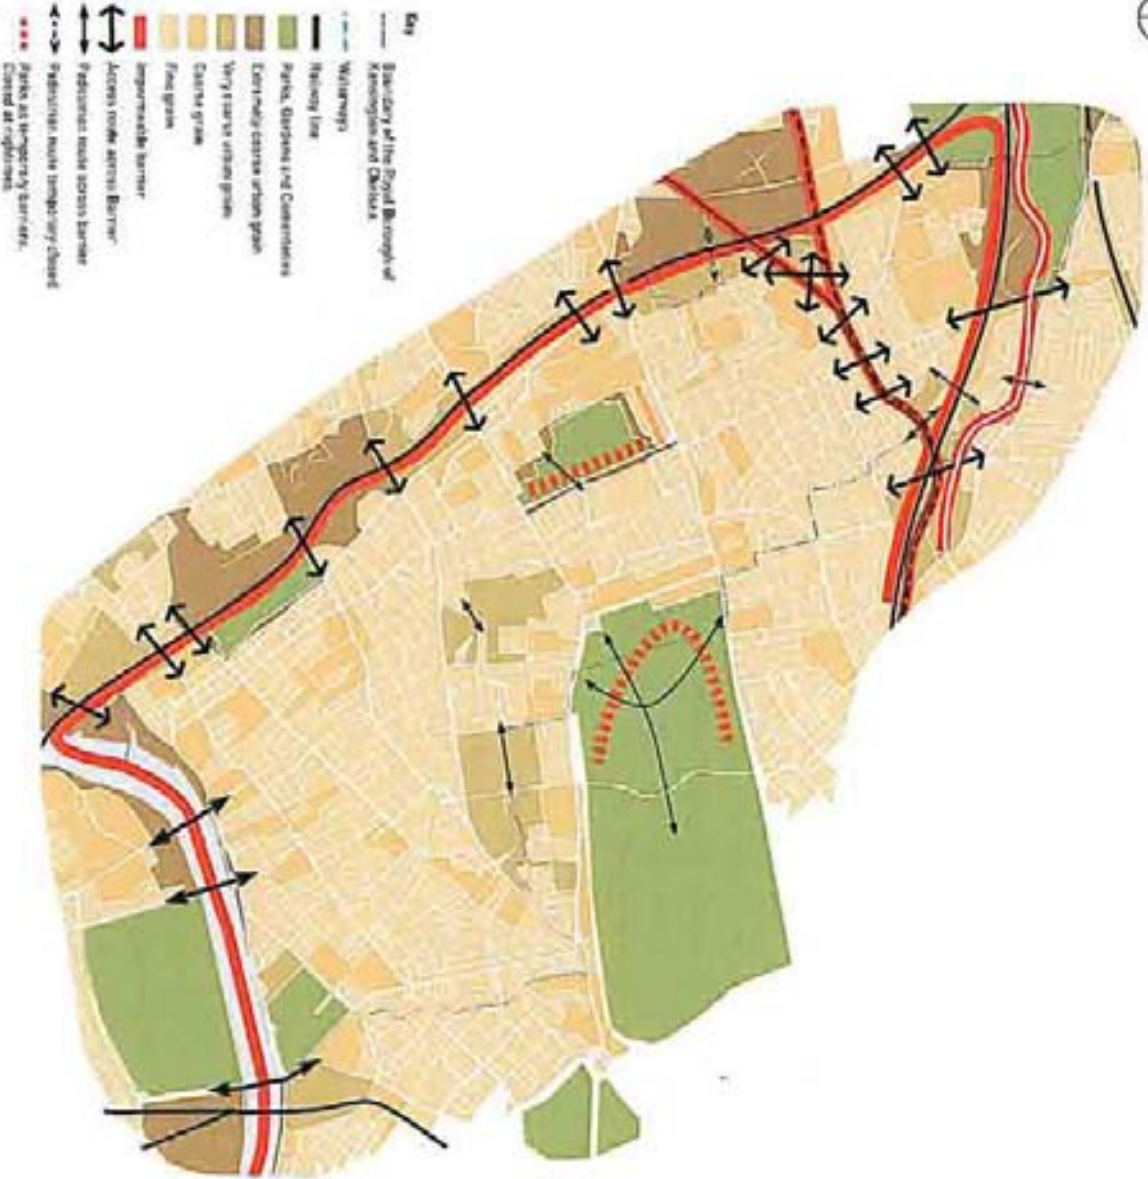 Key
Boundary of the Royal Borough of
Kensington and Chelsea
Waterways
Railway line
Parks, Gardens and Cemeteries
Extremely coarse urban grain
Very coarse urban grain
Coarse grain
Fine grain
Impermeable barrier
Access route across Barrier
Pedestrian route across barrier
Pedestrian route temporary closed
Parks as temporary barriers.
Closed at nighttimes